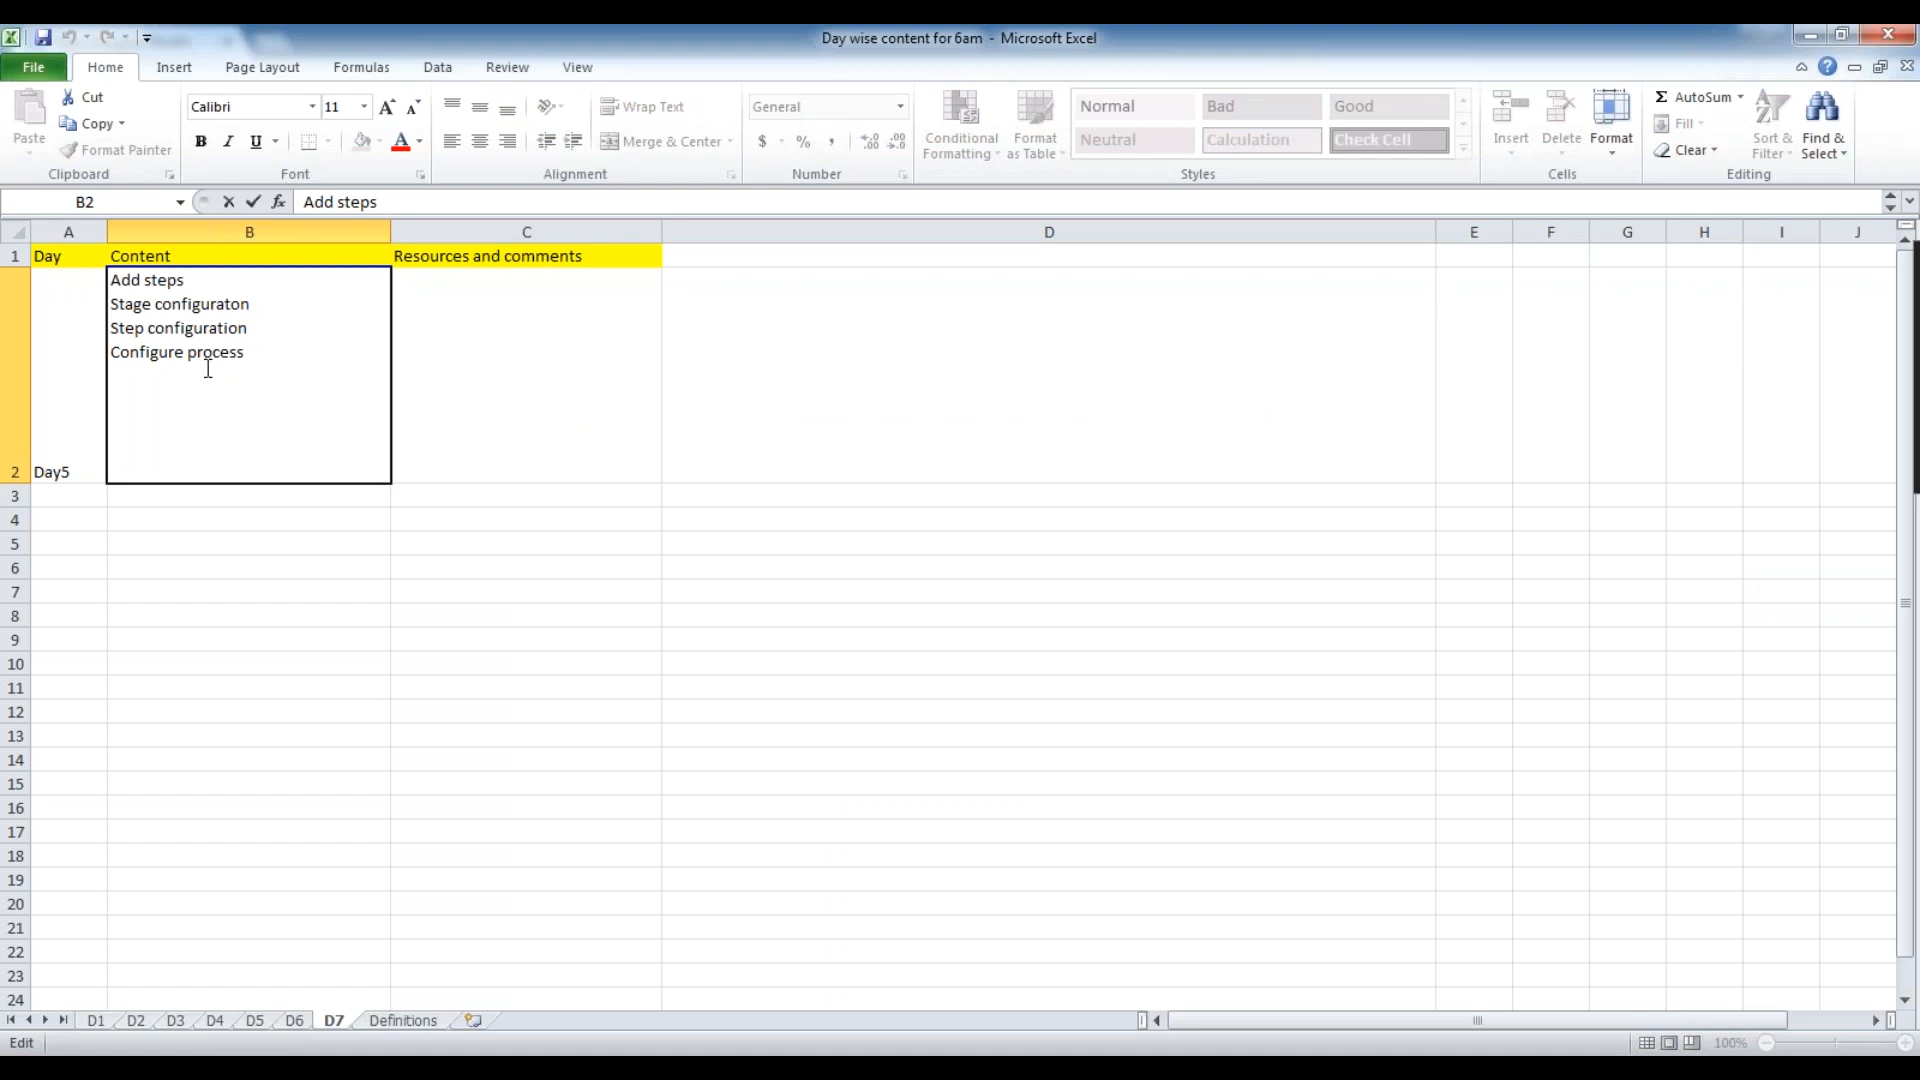 Day wise content for 6am - Microsoft Excel
File Home Insert Page Layout Formulas Data Review View
Paste
Cut
Copy
Format Painter
Clipboard
Calibri 11
B I U
Font
Wrap Text
Merge & Center
Alignment
General
$ % ,
Number
Conditional Formatting
Format as Table
Normal Bad Good
Neutral Calculation Check Cell
Styles
Insert Delete Format
Cells
Σ AutoSum
Fill
Clear
Sort & Filter
Find & Select
Editing
B2 fx Add steps
A B C D E F G H I J
1 Day Content Resources and comments
Add steps
Stage configuraton
Step configuration
Configure process
2 Day5
3
4
5
6
7
8
9
10
11
12
13
14
15
16
17
18
19
20
21
22
23
24
D1 D2 D3 D4 D5 D6 D7 Definitions
Edit 100%